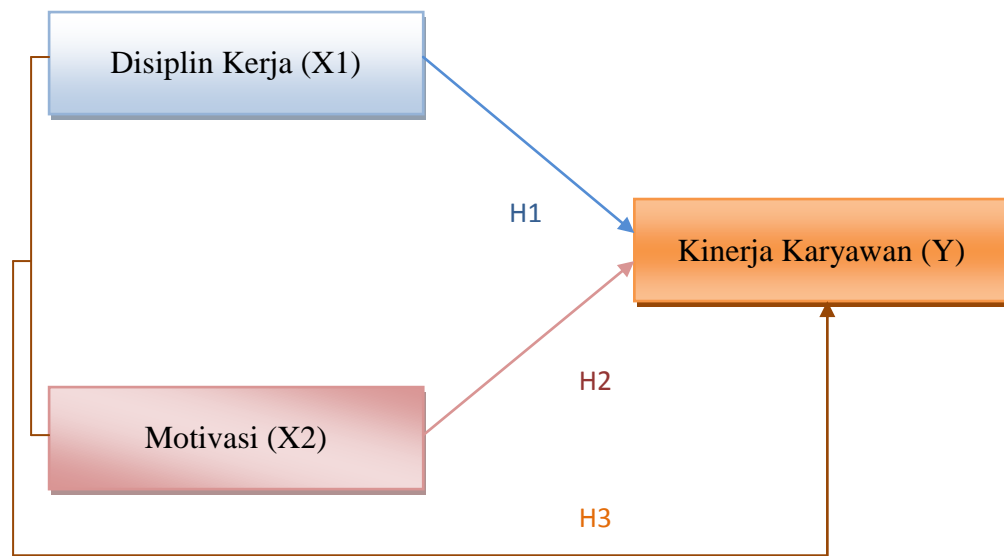 Disiplin Kerja (X1)
H1
Kinerja Karyawan (Y)
H2
Motivasi (X2)
H3